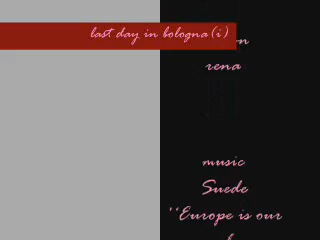 last day in bologna(i)
rena
music
Suede
"Europe is our